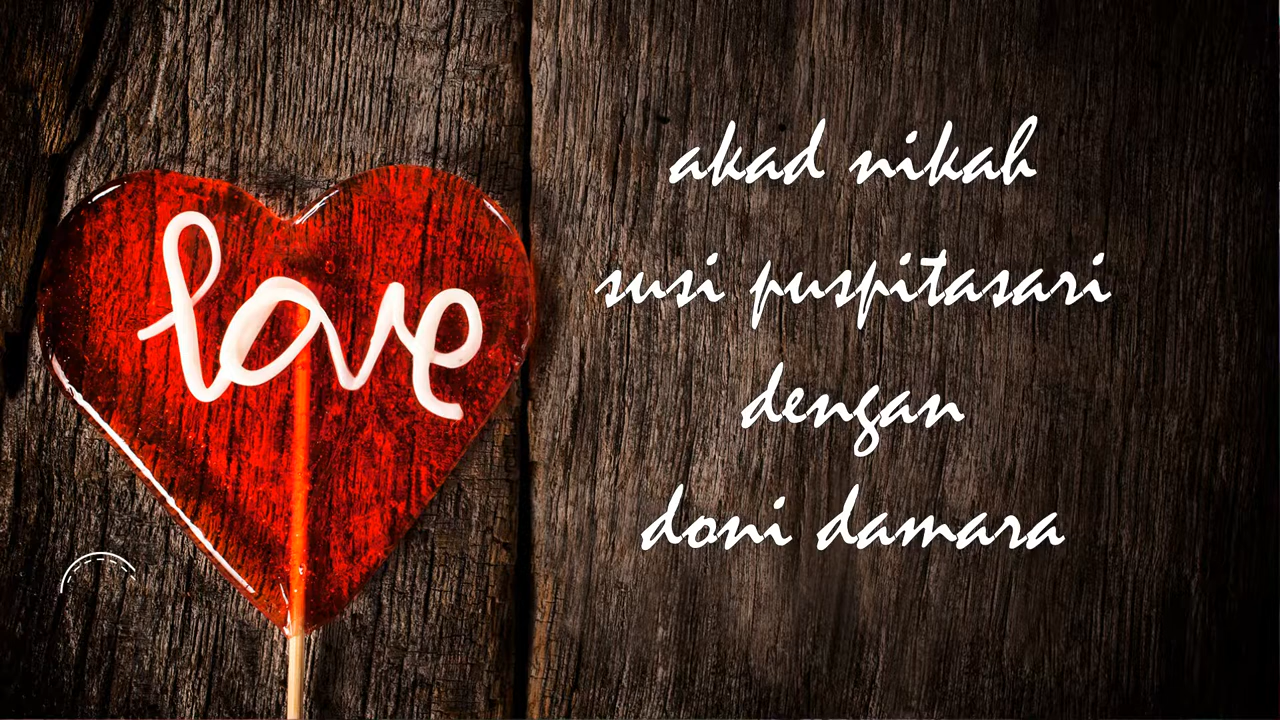 love
akad nikah
susi puspitasari
dengan
doni damara